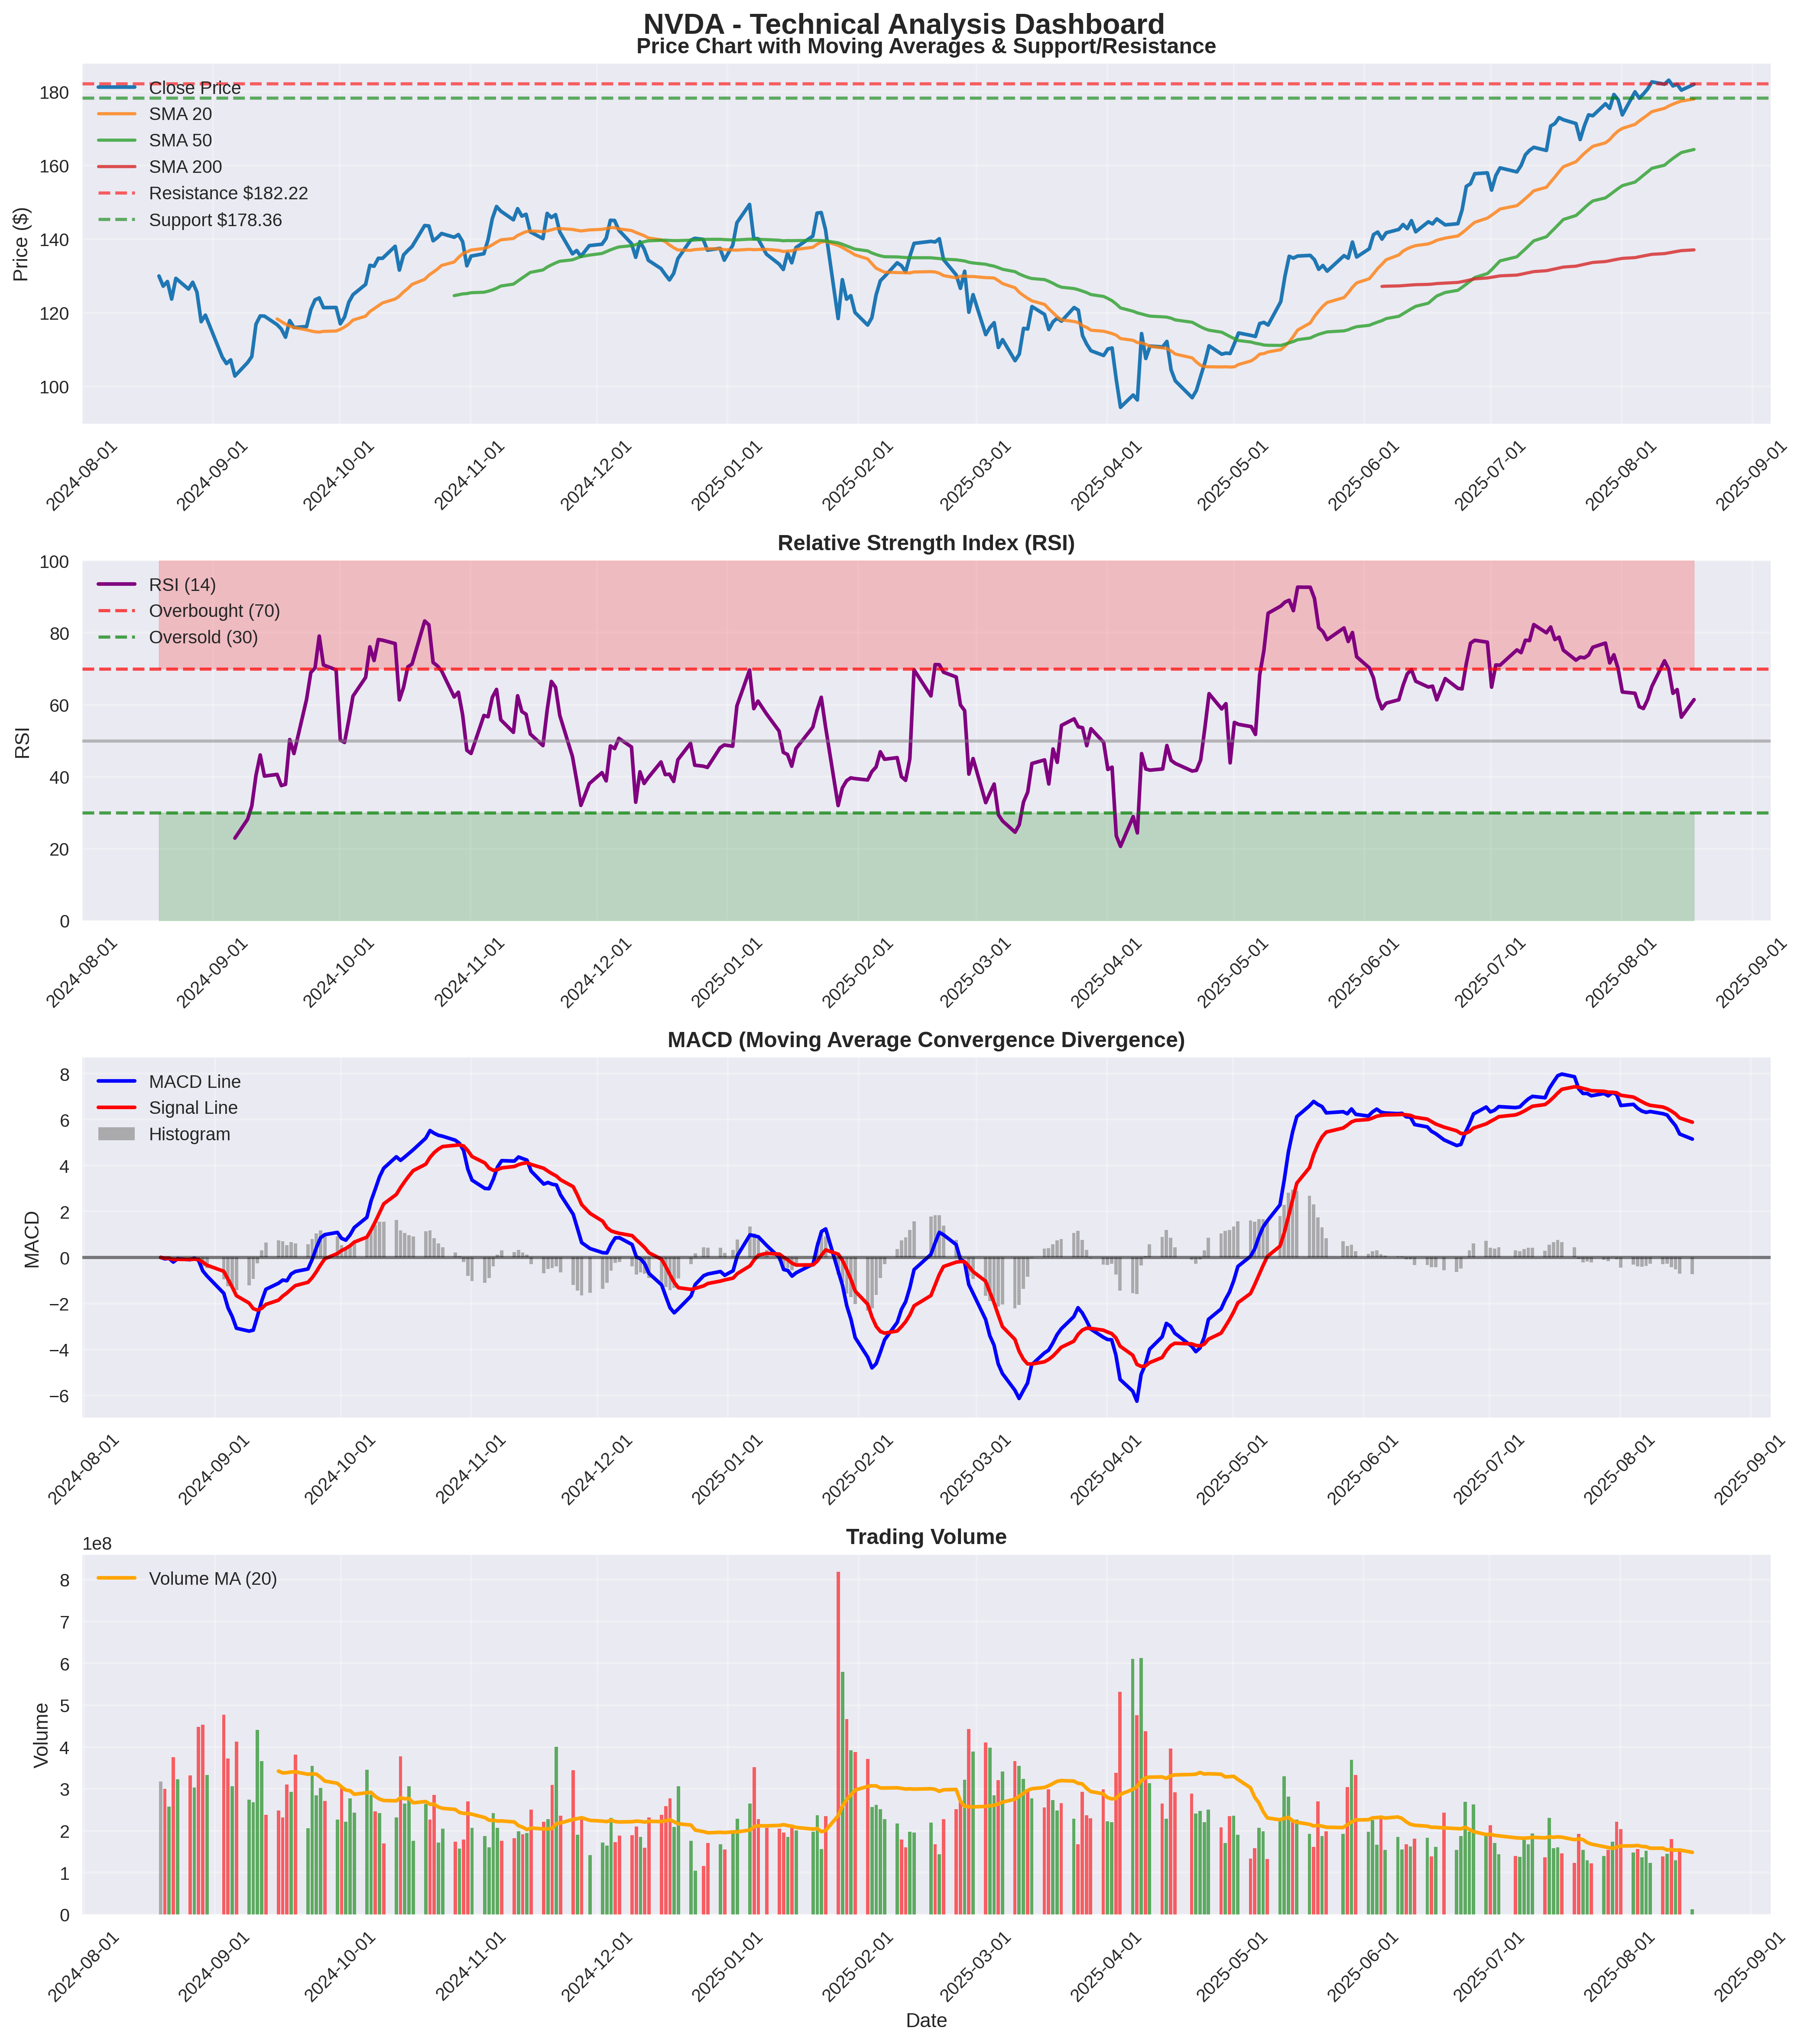 NVDA - Technical Analysis Dashboard
Price Chart with Moving Averages & Support/Resistance
Close Price
SMA 20
SMA 50
SMA 200
Resistance $182.22
Support $178.36
Price ($)
180
160
140
120
100
2024-08-01 2024-09-01 2024-10-01 2024-11-01 2024-12-01 2025-01-01 2025-02-01 2025-03-01 2025-04-01 2025-05-01 2025-06-01 2025-07-01 2025-08-01 2025-09-01
Relative Strength Index (RSI)
RSI (14)
Overbought (70)
Oversold (30)
RSI
100
80
60
40
20
0
2024-08-01 2024-09-01 2024-10-01 2024-11-01 2024-12-01 2025-01-01 2025-02-01 2025-03-01 2025-04-01 2025-05-01 2025-06-01 2025-07-01 2025-08-01 2025-09-01
MACD (Moving Average Convergence Divergence)
MACD Line
Signal Line
Histogram
MACD
8
6
4
2
0
−2
−4
−6
2024-08-01 2024-09-01 2024-10-01 2024-11-01 2024-12-01 2025-01-01 2025-02-01 2025-03-01 2025-04-01 2025-05-01 2025-06-01 2025-07-01 2025-08-01 2025-09-01
Trading Volume
1e8
Volume MA (20)
Volume
8
7
6
5
4
3
2
1
0
2024-08-01 2024-09-01 2024-10-01 2024-11-01 2024-12-01 2025-01-01 2025-02-01 2025-03-01 2025-04-01 2025-05-01 2025-06-01 2025-07-01 2025-08-01 2025-09-01
Date